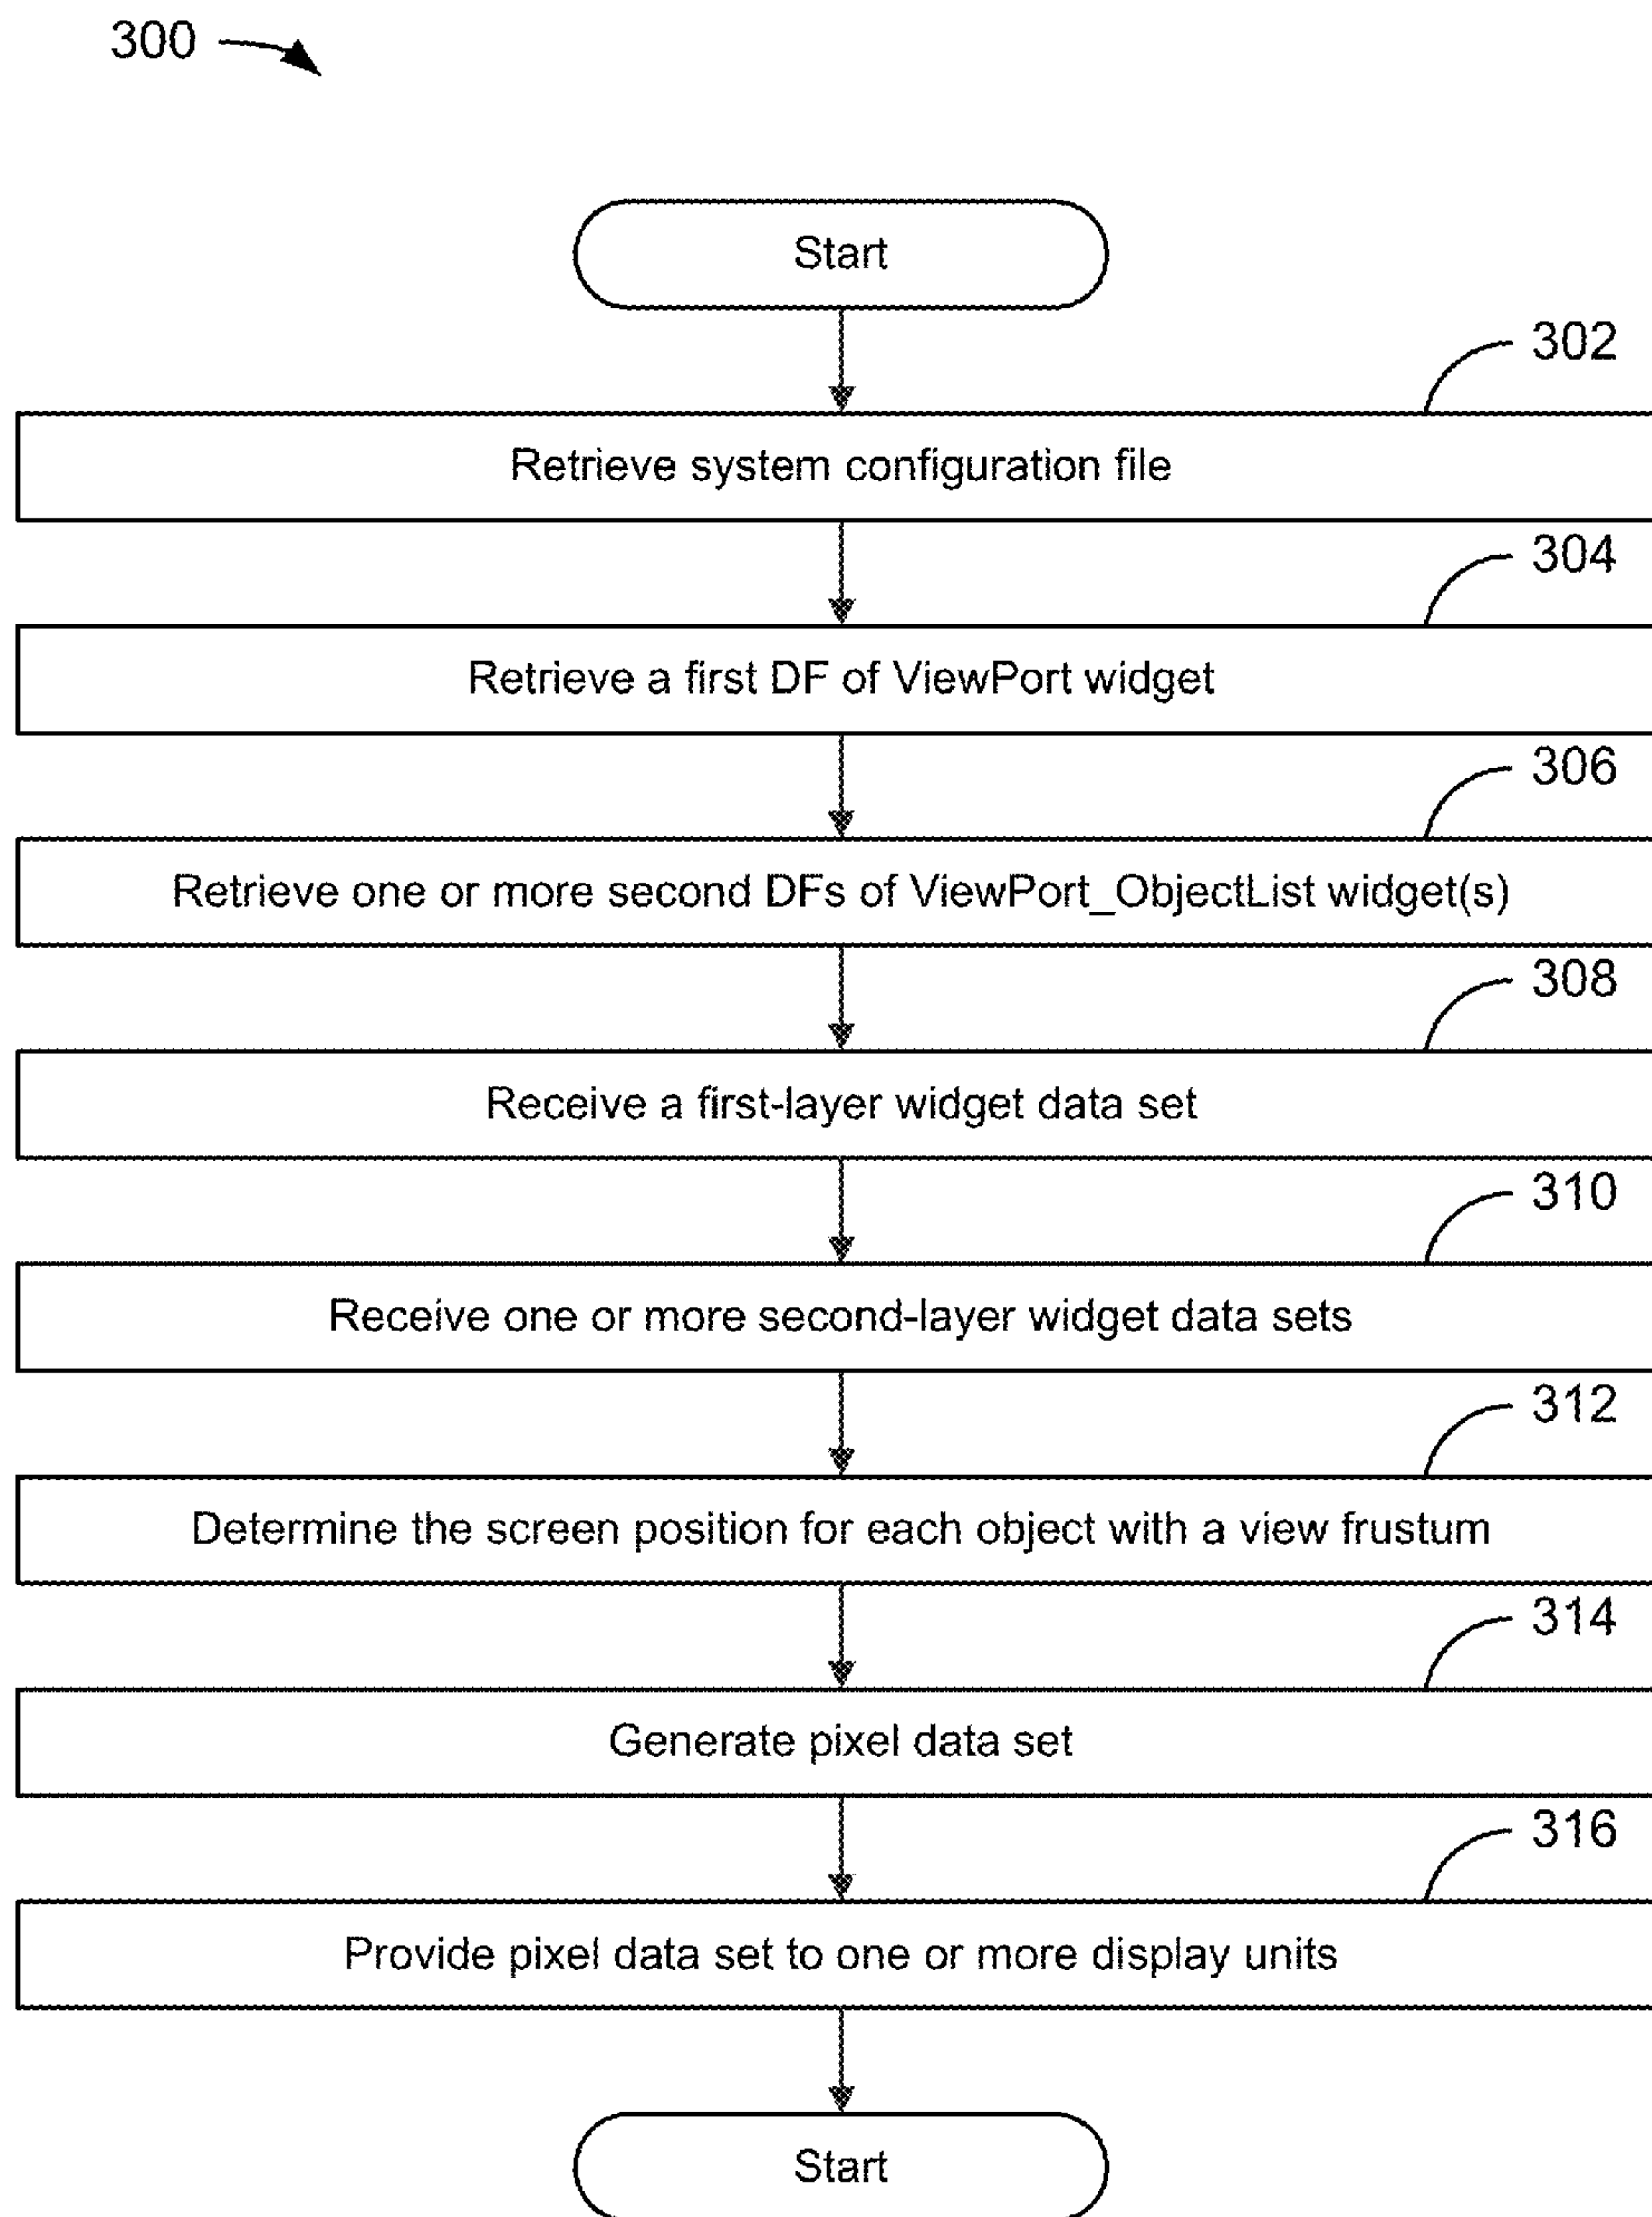 300
Start
302
Retrieve system configuration file
304
Retrieve a first DF of ViewPort widget
306
Retrieve one or more second DFs of ViewPort_ObjectList widget(s)
308
Receive a first-layer widget data set
310
Receive one or more second-layer widget data sets
312
Determine the screen position for each object with a view frustum
314
Generate pixel data set
316
Provide pixel data set to one or more display units
Start